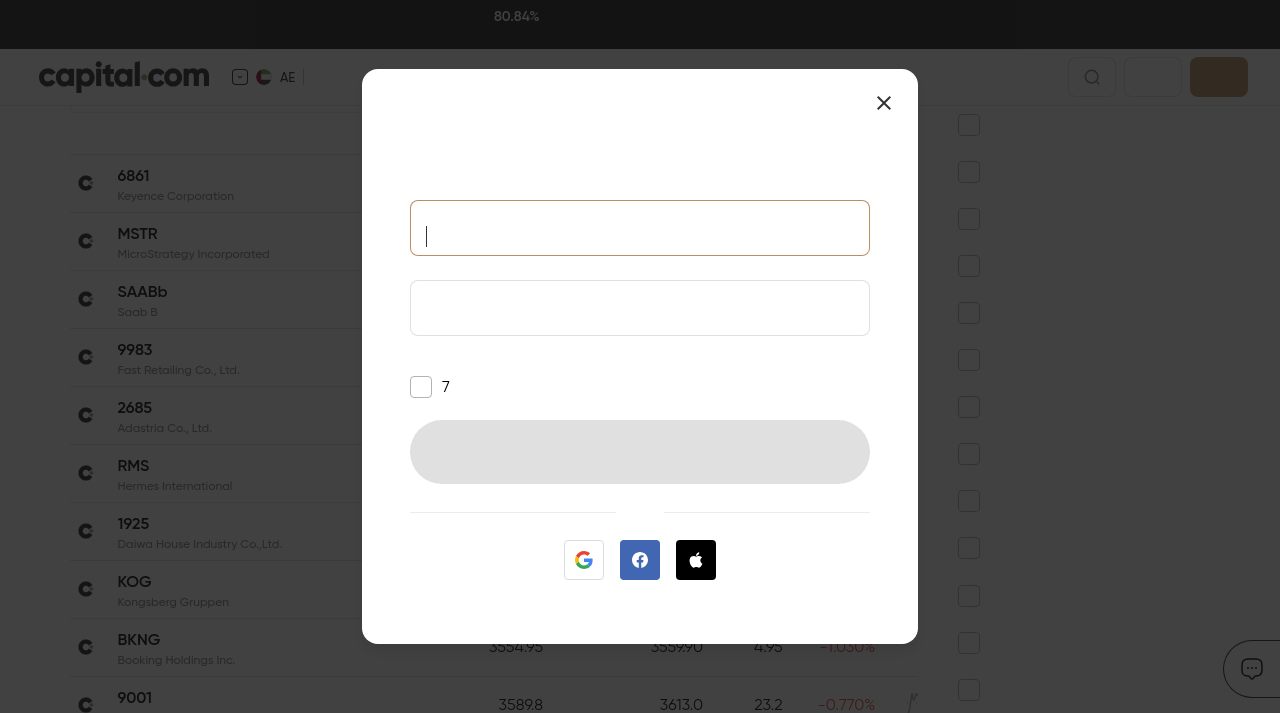 80.84%
capital.com
AE
7
6861
Keyence Corporation
MSTR
MicroStrategy Incorporated
SAABb
Saab B
9983
Fast Retailing Co., Ltd.
2685
Adastria Co., Ltd.
RMS
Hermes International
1925
Daiwa House Industry Co.,Ltd.
KOG
Kongsberg Gruppen
BKNG
Booking Holdings Inc.
3554.95 3559.90 4.95 -1.030%
9001
3589.8 3613.0 23.2 -0.770%